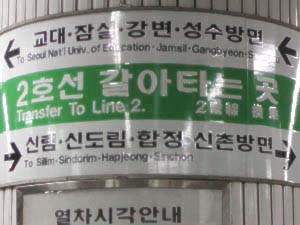 교대·잠실·강변·성수방면
To Seoul Nat'l Univ. of Education·Jamsil·Gangbyeon·S
2호선 갈아타는 곳
Transfer To Line 2. 2號線 換乘
신림·신도림·합정·신촌방면
To Sillim·Sindorim·Hapjeong·Sinchon
열차시각안내